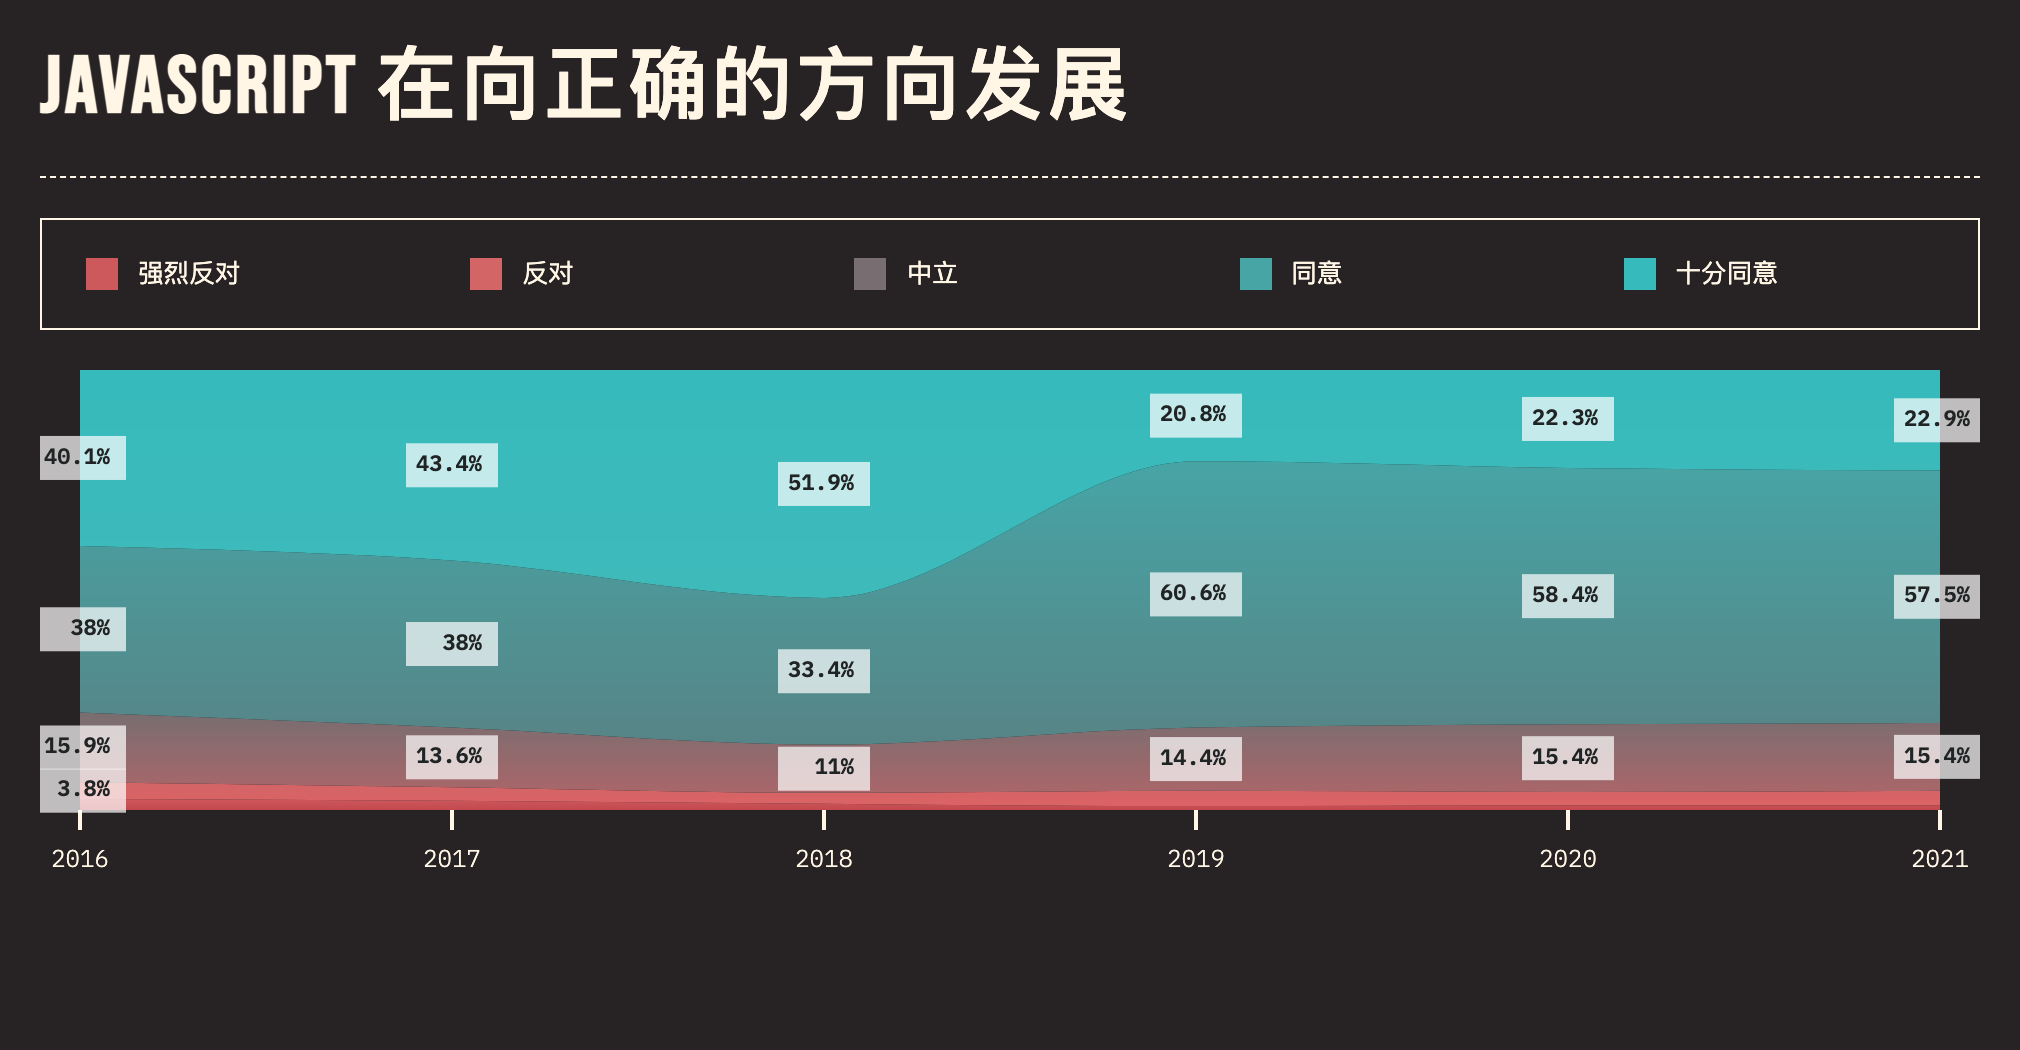 JAVASCRIPT 在向正确的方向发展
强烈反对 反对 中立 同意 十分同意
40.1% 43.4% 51.9% 20.8% 22.3% 22.9%
38% 38% 33.4% 60.6% 58.4% 57.5%
15.9% 13.6% 11% 14.4% 15.4% 15.4%
3.8%
2016 2017 2018 2019 2020 2021